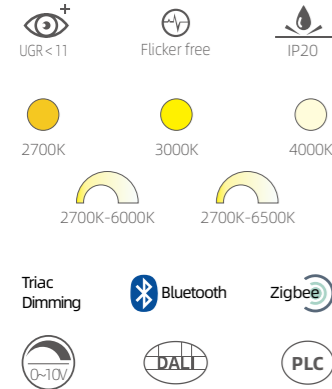 UGR<11 Flicker free IP20
2700K 3000K 4000K
2700K-6000K 2700K-6500K
Triac
Dimming
Bluetooth Zigbee
0~10V DALI PLC